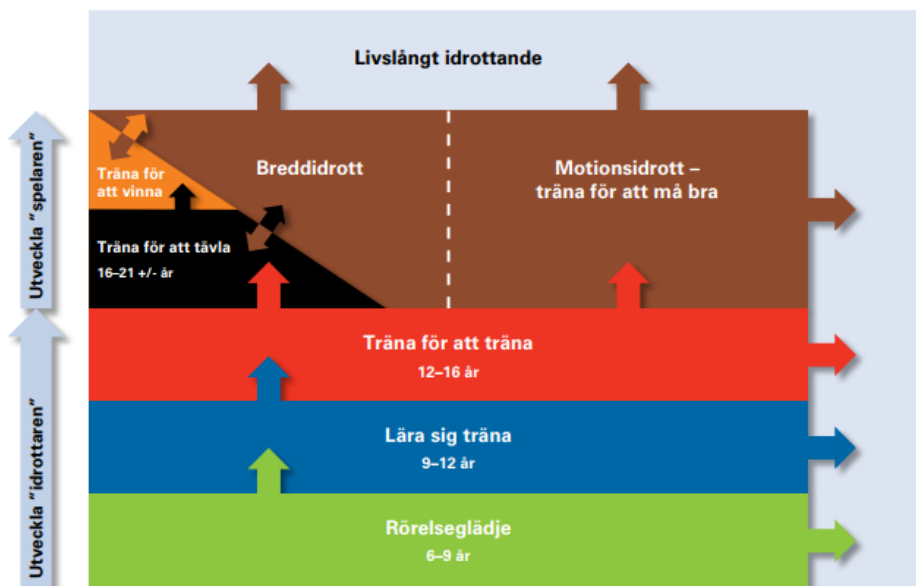 Livslångt idrottande
Utveckla "spelaren"
Träna för
att vinna
Breddidrott
Motionsidrott –
träna för att må bra
Träna för att tävla
16–21 +/- år
Utveckla "idrottaren"
Träna för att träna
12–16 år
Lära sig träna
9–12 år
Rörelseglädje
6–9 år